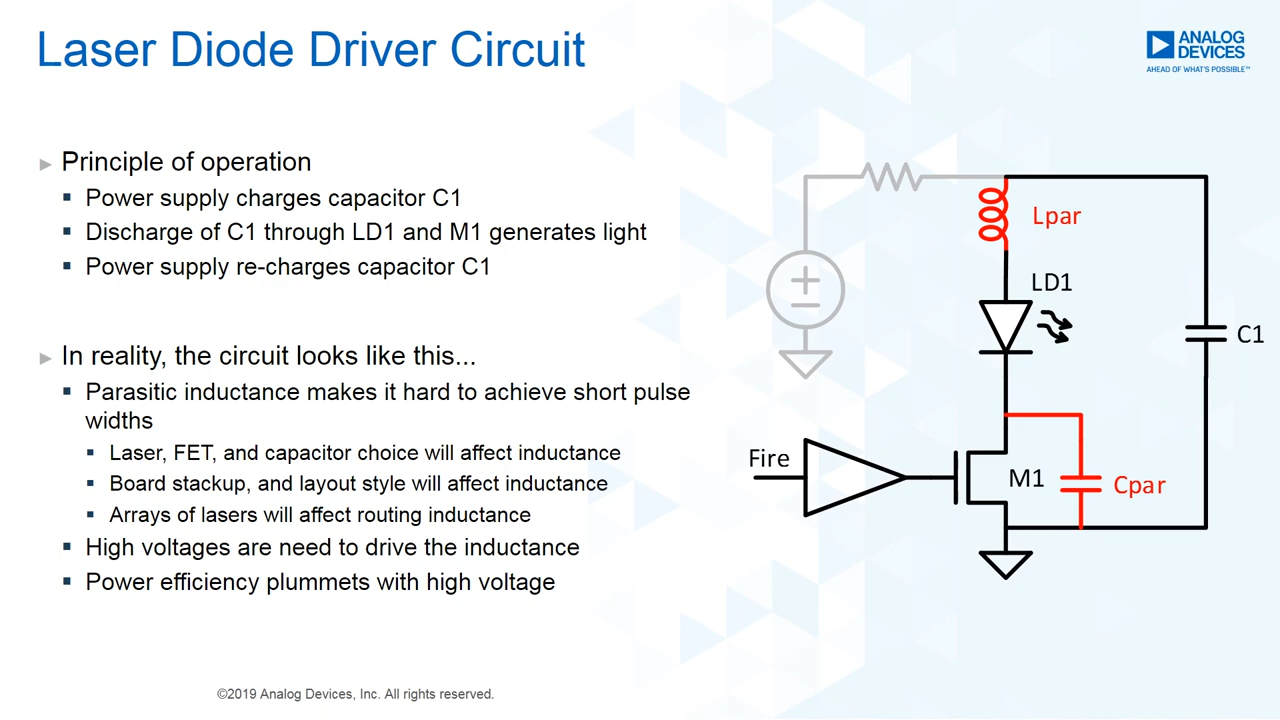 Laser Diode Driver Circuit
ANALOG
DEVICES
AHEAD OF WHAT'S POSSIBLE™
Principle of operation
Power supply charges capacitor C1
Discharge of C1 through LD1 and M1 generates light
Power supply re-charges capacitor C1
In reality, the circuit looks like this...
Parasitic inductance makes it hard to achieve short pulse
widths
Laser, FET, and capacitor choice will affect inductance
Board stackup, and layout style will affect inductance
Arrays of lasers will affect routing inductance
High voltages are need to drive the inductance
Power efficiency plummets with high voltage
Lpar
LD1
C1
Fire
M1
Cpar
©2019 Analog Devices, Inc. All rights reserved.